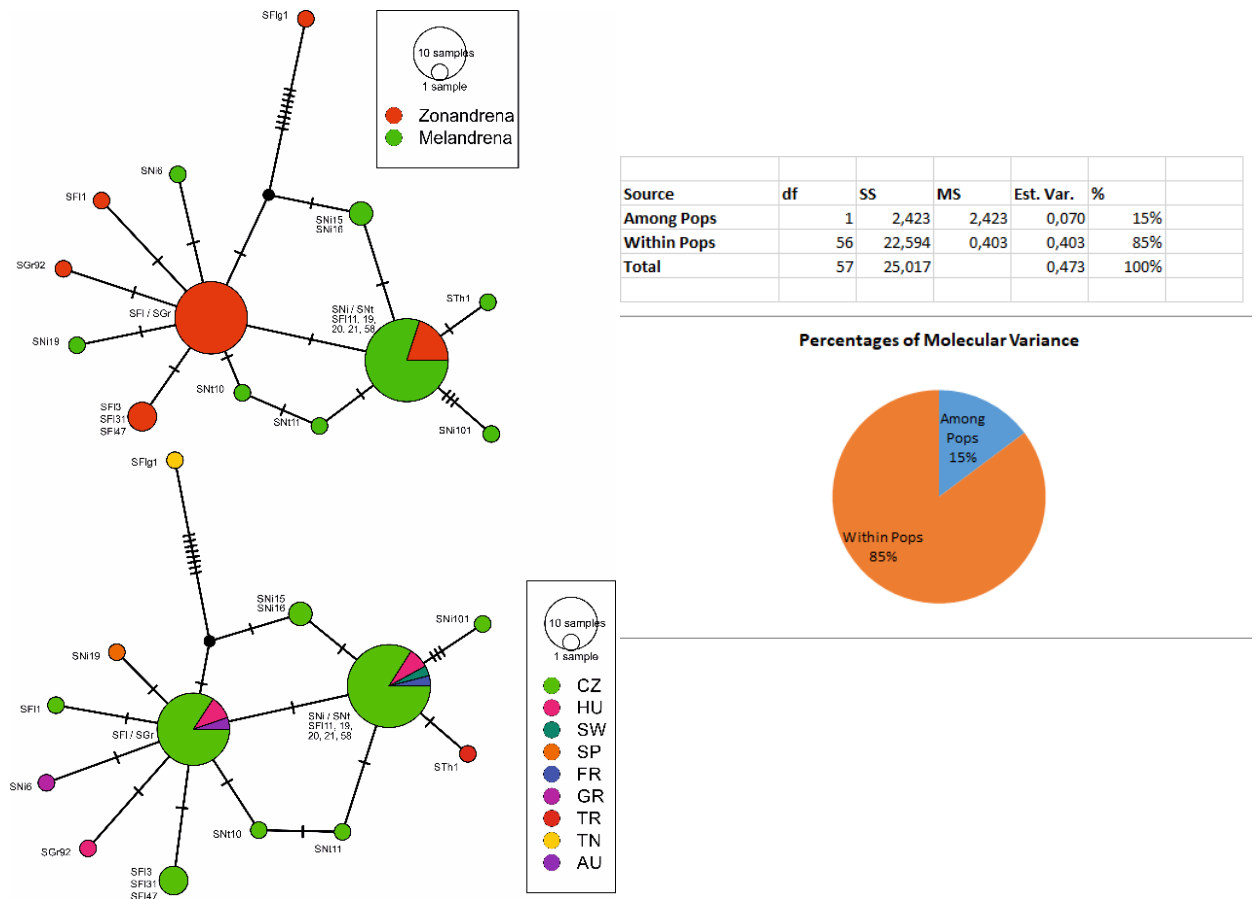 SFlg1
10 samples
1 sample
Zonandrena
Melandrena
SNi6
SFl1
SNi15
SNi16
SGr92
SFl / SGr
SNi / SNt
SFl11, 19,
20, 21, 58
STh1
SNi19
SNt10
SFl3
SFl31
SFl47
SNt11
SNi101
Source df SS MS Est. Var. %
Among Pops 1 2,423 2,423 0,070 15%
Within Pops 56 22,594 0,403 0,403 85%
Total 57 25,017 0,473 100%
Percentages of Molecular Variance
Among
Pops
15%
Within Pops
85%
SFlg1
SNi15
SNi16
SNi101
SNi19
SFl1
SFl / SGr
SNi / SNt
SFl11, 19,
20, 21, 58
STh1
SNi6
SGr92
SNt10
SNt11
SFl3
SFl31
SFl47
10 samples
1 sample
CZ
HU
SW
SP
FR
GR
TR
TN
AU